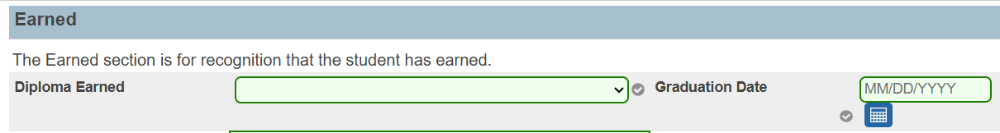 Earned
The Earned section is for recognition that the student has earned.
Diploma Earned Graduation Date MM/DD/YYYY